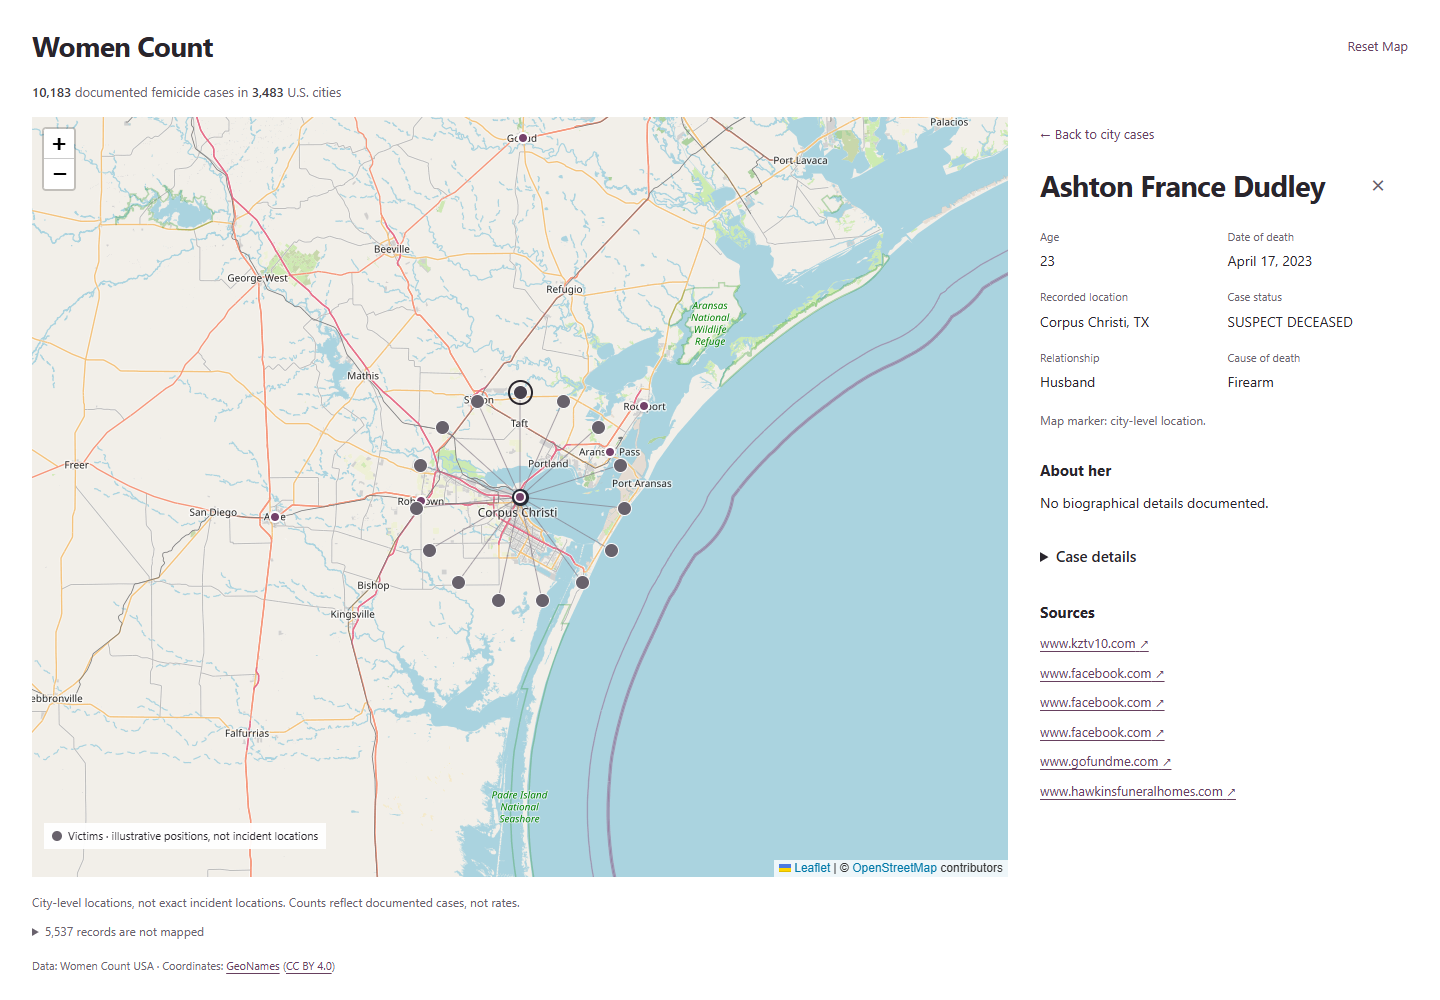 Women Count
Reset Map
10,183 documented femicide cases in 3,483 U.S. cities
+
−
Palacios
Port Lavaca
Beeville
George West
Refugio
Aransas
National
Wildlife
Refuge
Mathis
Taft
Portland
Pass
Port Aransas
Freer
San Diego
Corpus Christi
Bishop
Kingsville
ebbronville
Falfurrias
Padre Island
National
Seashore
Victims · illustrative positions, not incident locations
Leaflet | © OpenStreetMap contributors
← Back to city cases
Ashton France Dudley
×
Age
Date of death
23
April 17, 2023
Recorded location
Case status
Corpus Christi, TX
SUSPECT DECEASED
Relationship
Cause of death
Husband
Firearm
Map marker: city-level location.
About her
No biographical details documented.
▶ Case details
Sources
www.kztv10.com ↗
www.facebook.com ↗
www.facebook.com ↗
www.facebook.com ↗
www.gofundme.com ↗
www.hawkinsfuneralhomes.com ↗
City-level locations, not exact incident locations. Counts reflect documented cases, not rates.
▶ 5,537 records are not mapped
Data: Women Count USA · Coordinates: GeoNames (CC BY 4.0)